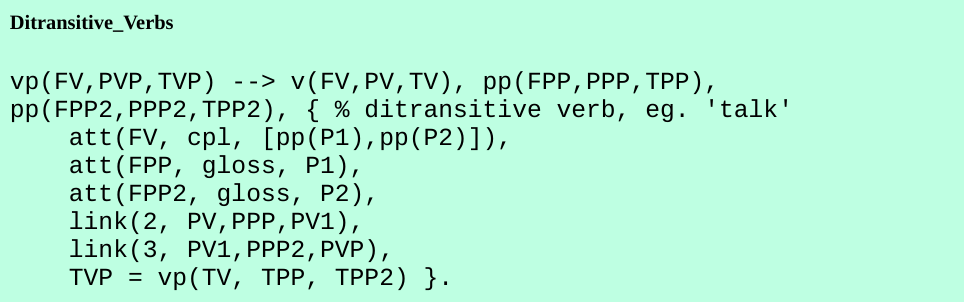 Ditransitive_Verbs
vp(FV,PVP,TVP) --> v(FV,PV,TV), pp(FPP,PPP,TPP),
pp(FPP2,PPP2,TPP2), { % ditransitive verb, eg. 'talk'
    att(FV, cpl, [pp(P1),pp(P2)]),
    att(FPP, gloss, P1),
    att(FPP2, gloss, P2),
    link(2, PV,PPP,PV1),
    link(3, PV1,PPP2,PVP),
    TVP = vp(TV, TPP, TPP2) }.